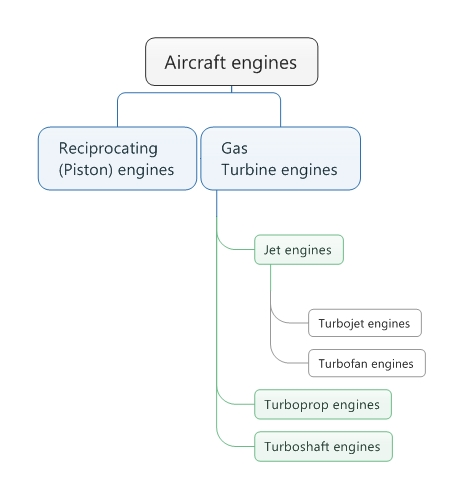 Aircraft engines
Reciprocating
(Piston) engines
Gas
Turbine engines
Jet engines
Turbojet engines
Turbofan engines
Turboprop engines
Turboshaft engines